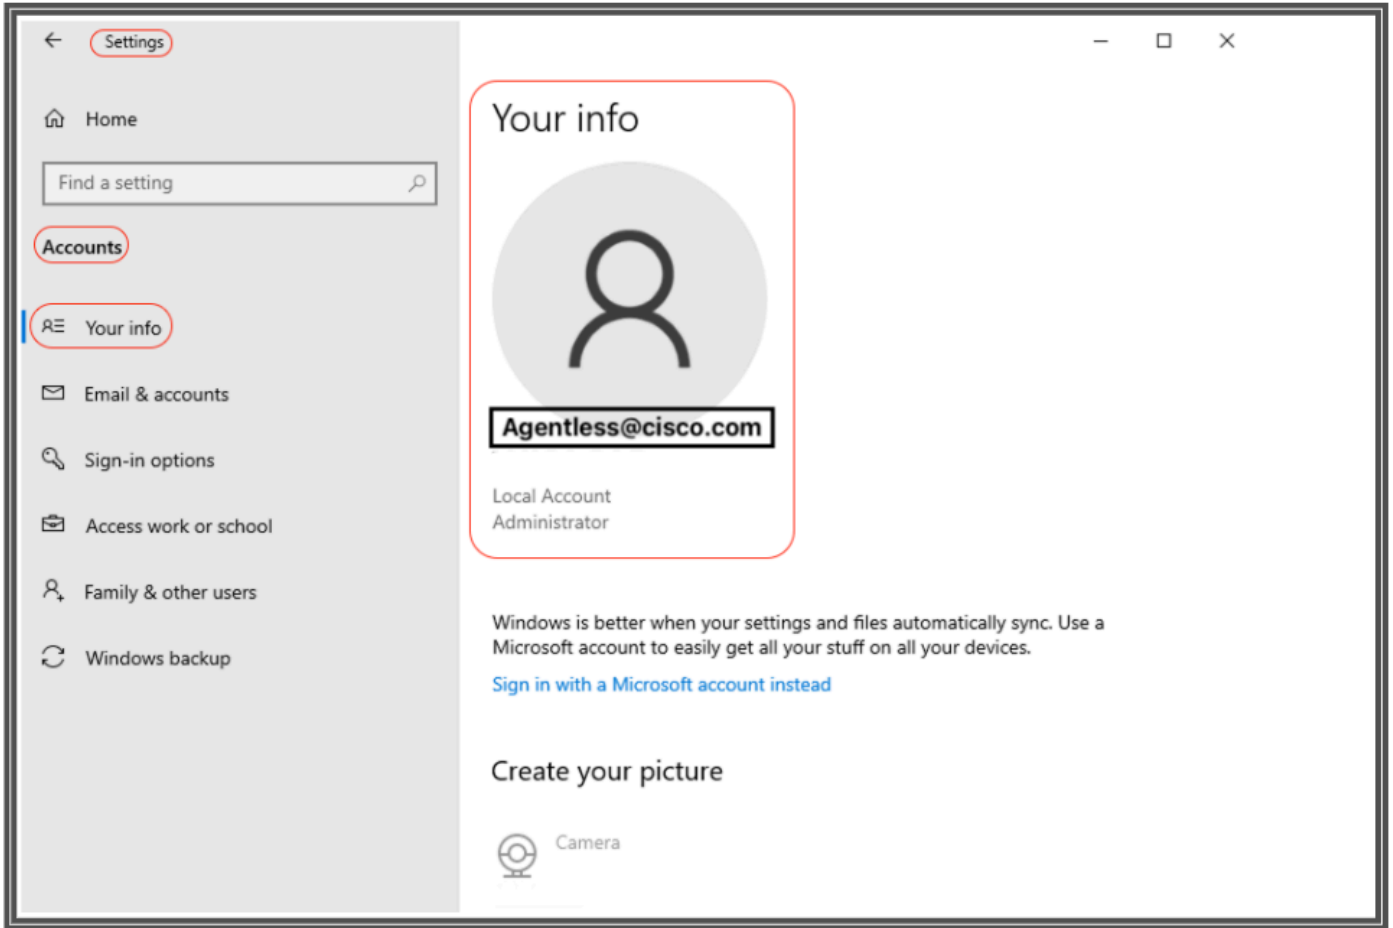 Settings
Home
Find a setting
Accounts
Your info
Email & accounts
Sign-in options
Access work or school
Family & other users
Windows backup
Your info
Agentless@cisco.com
Local Account
Administrator
Windows is better when your settings and files automatically sync. Use a
Microsoft account to easily get all your stuff on all your devices.
Sign in with a Microsoft account instead
Create your picture
Camera